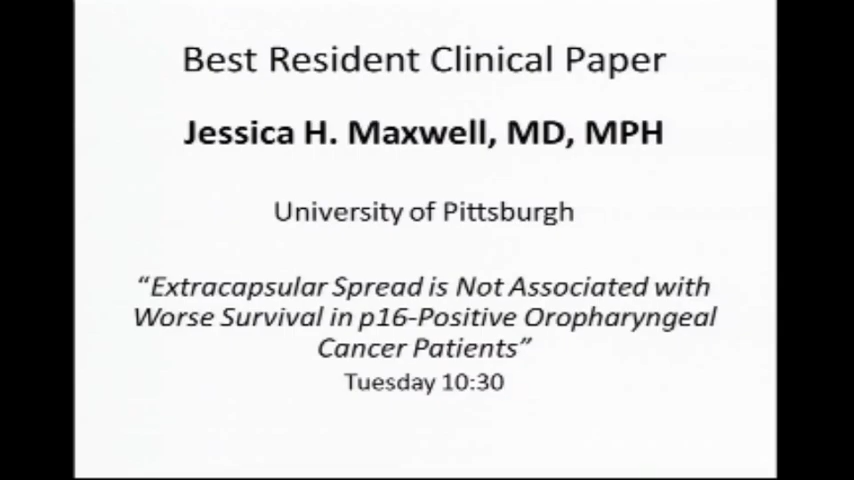 Best Resident Clinical Paper
Jessica H. Maxwell, MD, MPH
University of Pittsburgh
“Extracapsular Spread is Not Associated with
Worse Survival in p16-Positive Oropharyngeal
Cancer Patients”
Tuesday 10:30